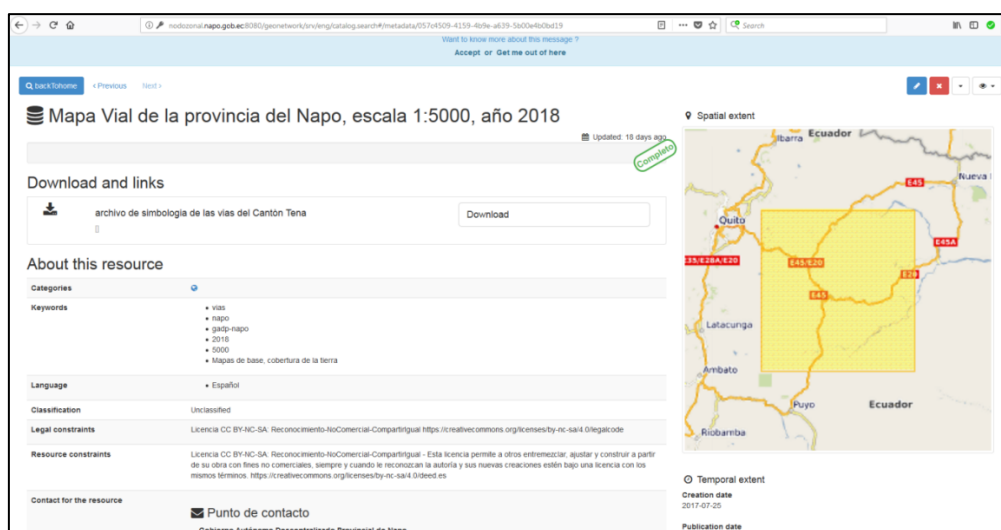 nodozonal.napo.gob.ec:8080/geonetwork/srv/eng/catalog.search#/metadata/057c4509-4159-4b9e-a639-5b00e4b0bd19
Search
Want to know more about this message ?
Accept or Get me out of here
backTohome
Previous
Next
Mapa Vial de la provincia del Napo, escala 1:5000, año 2018
Updated: 18 days ago
Completo
Download and links
archivo de simbologia de las vias del Cantón Tena
Download
About this resource
Categories
Keywords
vias
napo
gadp-napo
2018
5000
Mapas de base, cobertura de la tierra
Language
Español
Classification
Unclassified
Legal constraints
Licencia CC BY-NC-SA: Reconocimiento-NoComercial-CompartirIgual https://creativecommons.org/licenses/by-nc-sa/4.0/legalcode
Resource constraints
Licencia CC BY-NC-SA: Reconocimiento-NoComercial-CompartirIgual - Esta licencia permite a otros entremezclar, ajustar y construir a partir
de su obra con fines no comerciales, siempre y cuando le reconozcan la autoría y sus nuevas creaciones estén bajo una licencia con los
mismos términos. https://creativecommons.org/licenses/by-nc-sa/4.0/deed.es
Contact for the resource
Punto de contacto
Gobierno Autónomo Descentralizado Provincial de Napo
Spatial extent
Ibarra
Ecuador
Nueva
E45
Quito
E45A
E35/E28A/E20
E45/E20
E20
E45
Latacunga
Ambato
Puyo
Ecuador
Riobamba
Temporal extent
Creation date
2017-07-25
Publication date